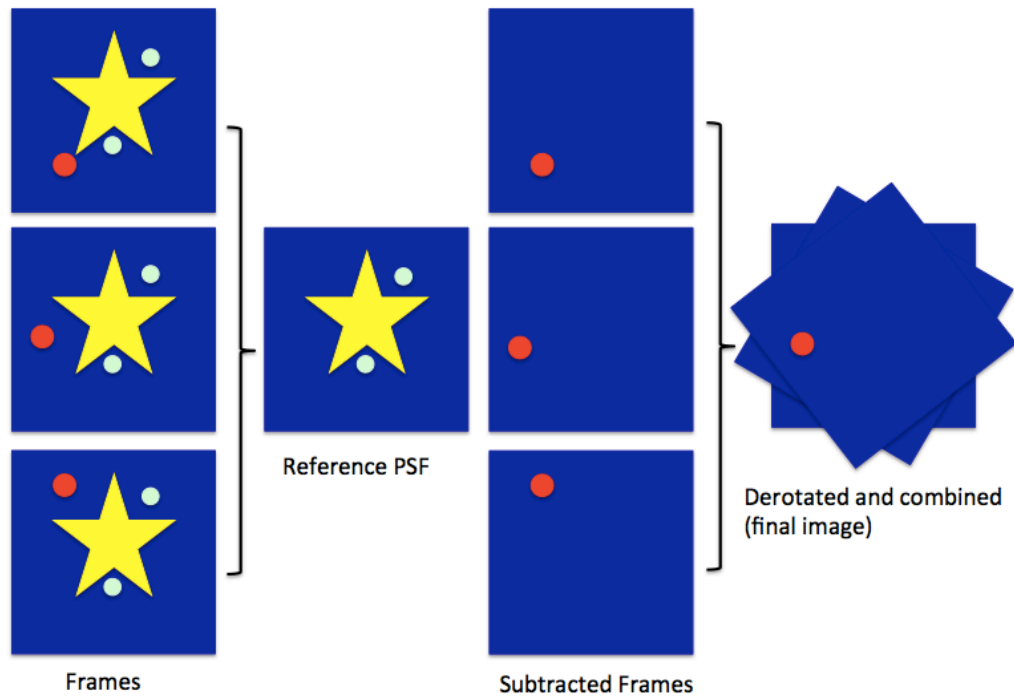 Reference PSF
Derotated and combined
(final image)
Frames
Subtracted Frames